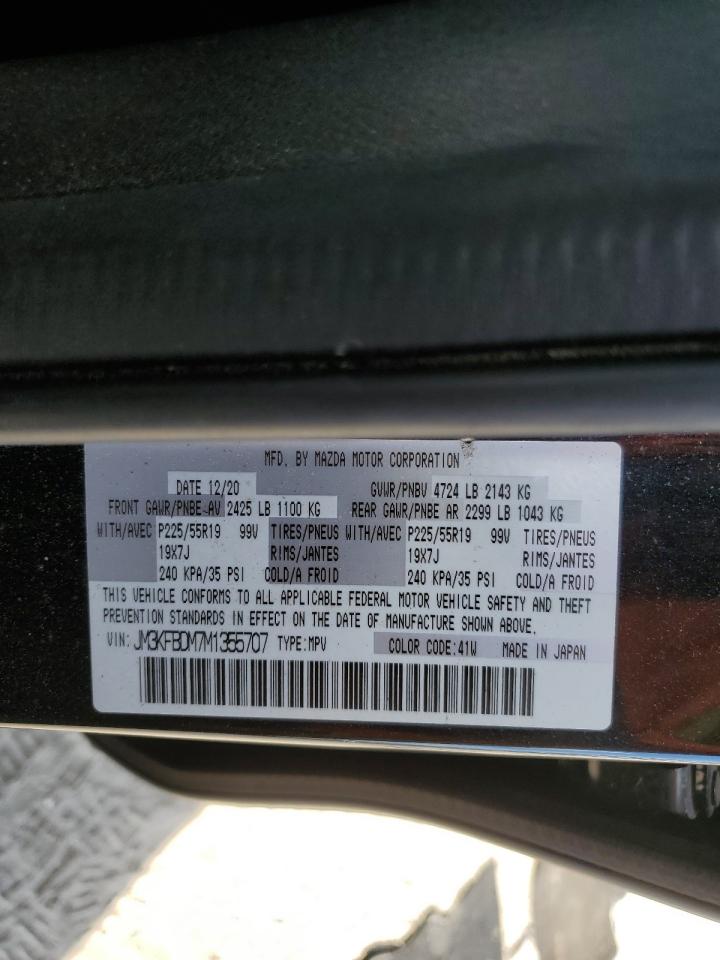 MFD. BY MAZDA MOTOR CORPORATION
DATE 12/20 GVWR/PNBV 4724 LB 2143 KG
FRONT GAWR/PNBE AV 2425 LB 1100 KG REAR GAWR/PNBE AR 2299 LB 1043 KG
WITH/AVEC P225/55R19 99V TIRES/PNEUS WITH/AVEC P225/55R19 99V TIRES/PNEUS
19X7J RIMS/JANTES 19X7J RIMS/JANTES
240 KPA/35 PSI COLD/A FROID 240 KPA/35 PSI COLD/A FROID
THIS VEHICLE CONFORMS TO ALL APPLICABLE FEDERAL MOTOR VEHICLE SAFETY AND THEFT
PREVENTION STANDARDS IN EFFECT ON THE DATE OF MANUFACTURE SHOWN ABOVE.
VIN: JM3KFBDM7M1355707 TYPE:MPV COLOR CODE:41W MADE IN JAPAN